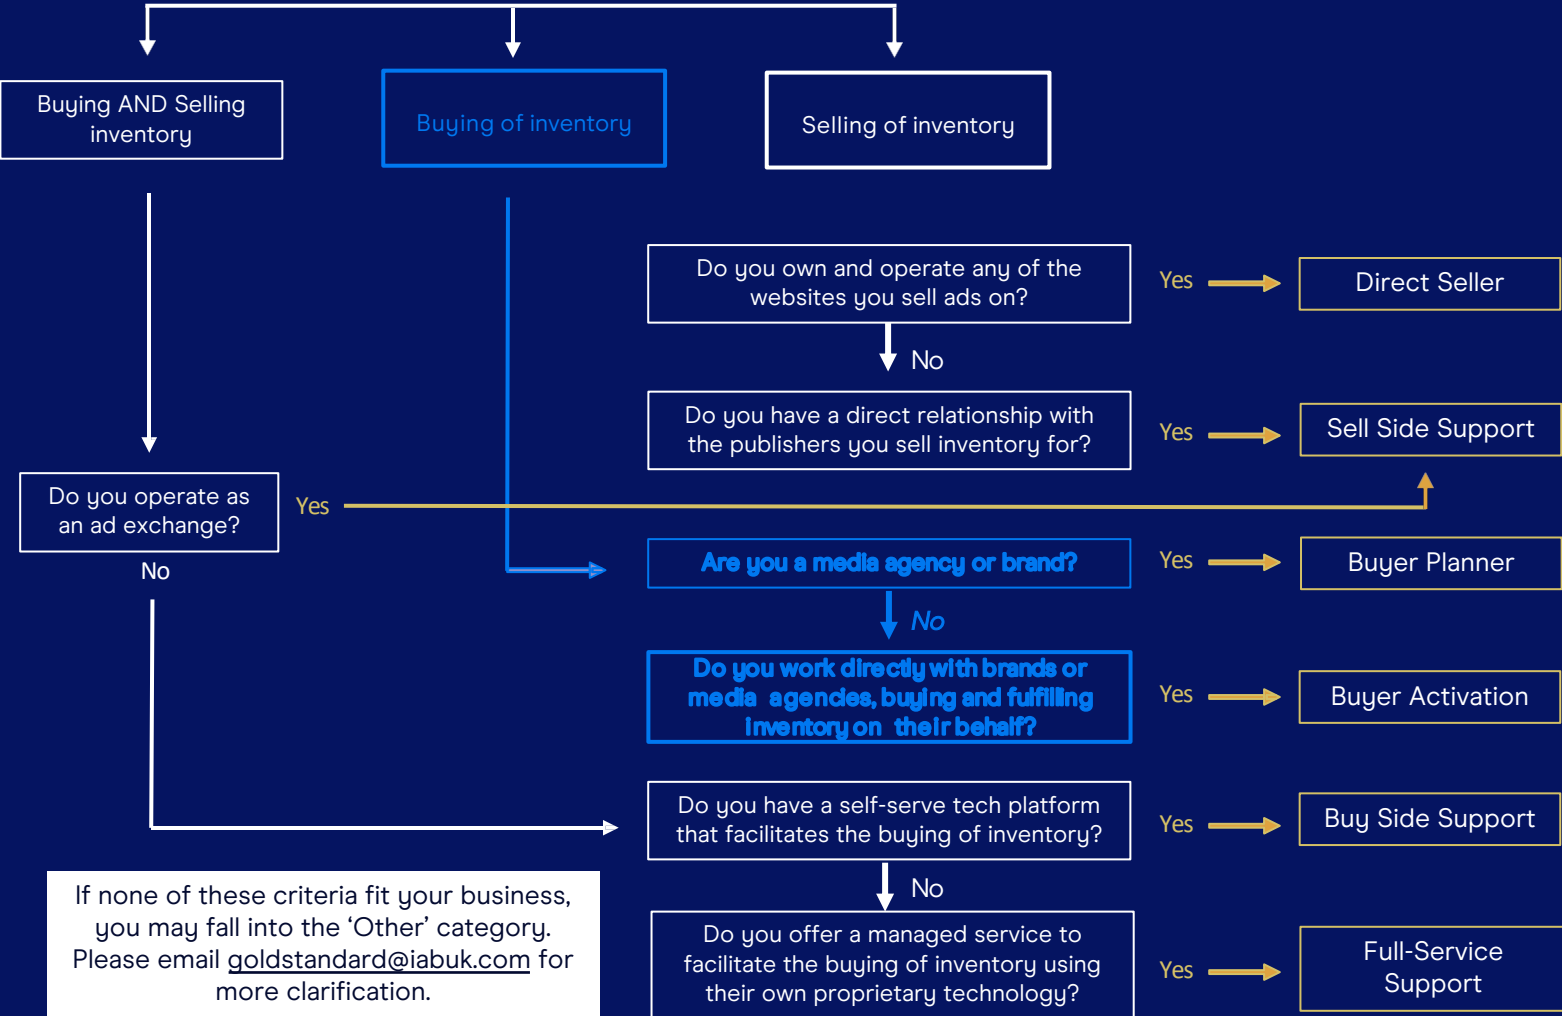 Buying AND Selling
inventory
Buying of inventory
Selling of inventory
Do you own and operate any of the
websites you sell ads on?
Yes
Direct Seller
No
Do you have a direct relationship with
the publishers you sell inventory for?
Yes
Sell Side Support
Do you operate as
an ad exchange?
Yes
No
Are you a media agency or brand?
Yes
Buyer Planner
No
Do you work directly with brands or
media agencies, buying and fulfilling
inventory on their behalf?
Yes
Buyer Activation
Do you have a self-serve tech platform
that facilitates the buying of inventory?
Yes
Buy Side Support
No
Do you offer a managed service to
facilitate the buying of inventory using
their own proprietary technology?
Yes
Full-Service
Support
If none of these criteria fit your business,
you may fall into the ‘Other’ category.
Please email goldstandard@iabuk.com for
more clarification.